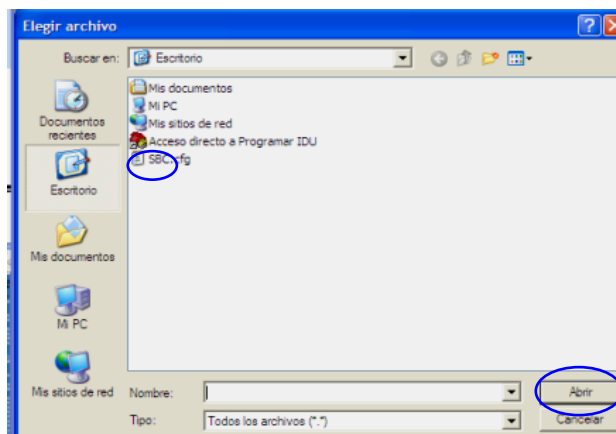 Elegir archivo
Buscar en: Escritorio
Documentos recientes
Escritorio
Mis documentos
Mi PC
Mis sitios de red
Mis documentos
Mi PC
Mis sitios de red
Acceso directo a Programar IDU
SBC.cfg
Nombre:
Abrir
Tipo: Todos los archivos (*.*)
Cancelar